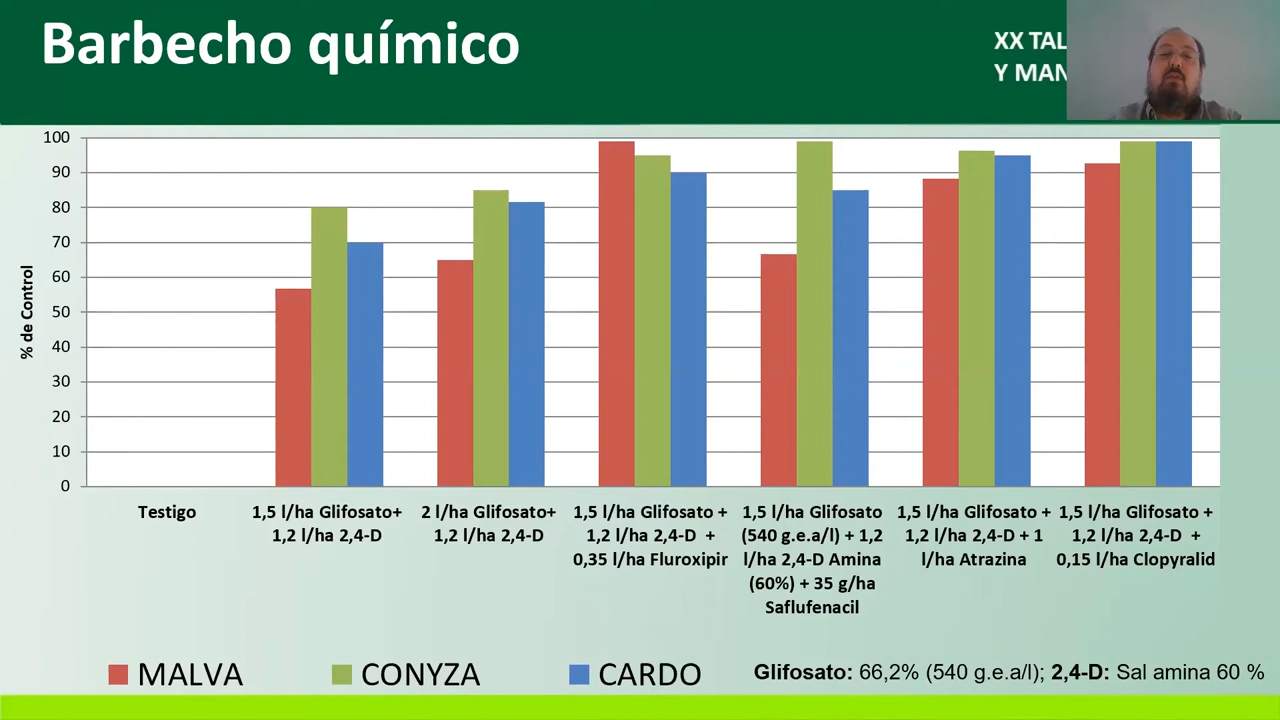 Barbecho químico
XX TAL
Y MAN
100
90
80
70
60
50
40
30
20
10
0
% de Control
Testigo
1,5 l/ha Glifosato+
1,2 l/ha 2,4-D
2 l/ha Glifosato+
1,2 l/ha 2,4-D
1,5 l/ha Glifosato +
1,2 l/ha 2,4-D +
0,35 l/ha Fluroxipir
1,5 l/ha Glifosato
(540 g.e.a/l) + 1,2
l/ha 2,4-D Amina
(60%) + 35 g/ha
Saflufenacil
1,5 l/ha Glifosato +
1,2 l/ha 2,4-D + 1
l/ha Atrazina
1,5 l/ha Glifosato +
1,2 l/ha 2,4-D +
0,15 l/ha Clopyralid
MALVA
CONYZA
CARDO
Glifosato: 66,2% (540 g.e.a/l); 2,4-D: Sal amina 60 %